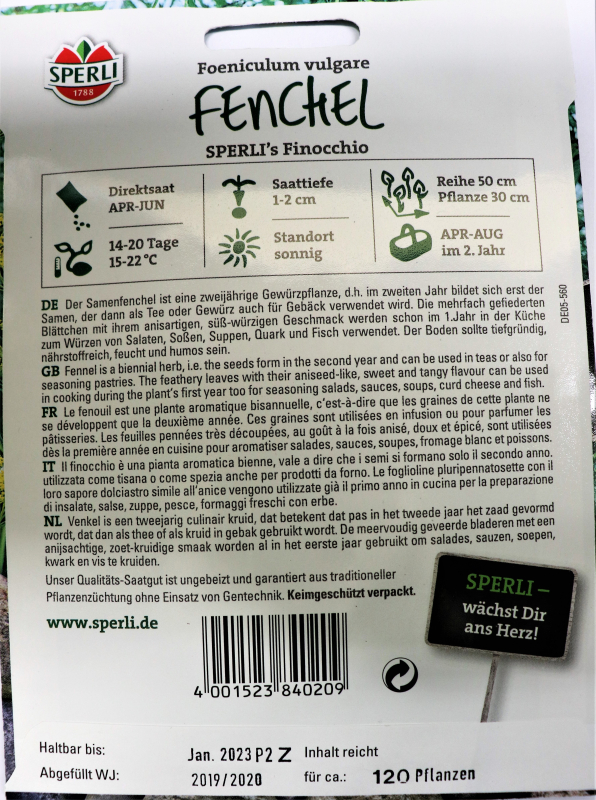 SPERLI
1788
Foeniculum vulgare
FENCHEL
SPERLI's Finocchio
Direktsaat
APR-JUN
Saattiefe
1-2 cm
Reihe 50 cm
Pflanze 30 cm
14-20 Tage
15-22 °C
Standort
sonnig
APR-AUG
im 2. Jahr
DE Der Samenfenchel ist eine zweijährige Gewürzpflanze, d.h. im zweiten Jahr bildet sich erst der
Samen, der dann als Tee oder Gewürz auch für Gebäck verwendet wird. Die mehrfach gefiederten
Blättchen mit ihrem anisartigen, süß-würzigen Geschmack werden schon im 1.Jahr in der Küche
zum Würzen von Salaten, Soßen, Suppen, Quark und Fisch verwendet. Der Boden sollte tiefgründig,
nährstoffreich, feucht und humos sein.
GB Fennel is a biennial herb, i.e. the seeds form in the second year and can be used in teas or also for
seasoning pastries. The feathery leaves with their aniseed-like, sweet and tangy flavour can be used
in cooking during the plant's first year too for seasoning salads, sauces, soups, curd cheese and fish.
FR Le fenouil est une plante aromatique bisannuelle, c'est-à-dire que les graines de cette plante ne
se développent que la deuxième année. Ces graines sont utilisées en infusion ou pour parfumer les
pâtisseries. Les feuilles pennées très découpées, au goût à la fois anisé, doux et épicé, sont utilisées
dès la première année en cuisine pour aromatiser salades, sauces, soupes, fromage blanc et poissons.
IT Il finocchio è una pianta aromatica bienne, vale a dire che i semi si formano solo il secondo anno.
utilizzata come tisana o come spezia anche per prodotti da forno. Le foglioline pluripennatosette con il
loro sapore dolciastro simile all'anice vengono utilizzate già il primo anno in cucina per la preparazione
di insalate, salse, zuppe, pesce, formaggi freschi con erbe.
NL Venkel is een tweejarig culinair kruid, dat betekent dat pas in het tweede jaar het zaad gevormd
wordt, dat dan als thee of als kruid in gebak gebruikt wordt. De meervoudig geveerde bladeren met een
anijsachtige, zoet-kruidige smaak worden al in het eerste jaar gebruikt om salades, sauzen, soepen,
kwark en vis te kruiden.
DE05-560
Unser Qualitäts-Saatgut ist ungebeizt und garantiert aus traditioneller
Pflanzenzüchtung ohne Einsatz von Gentechnik. Keimgeschützt verpackt.
www.sperli.de
SPERLI –
wächst Dir
ans Herz!
4 001523 840209
Haltbar bis: Jan. 2023 P2 Z Inhalt reicht
Abgefüllt WJ: 2019/2020 für ca.: 120 Pflanzen